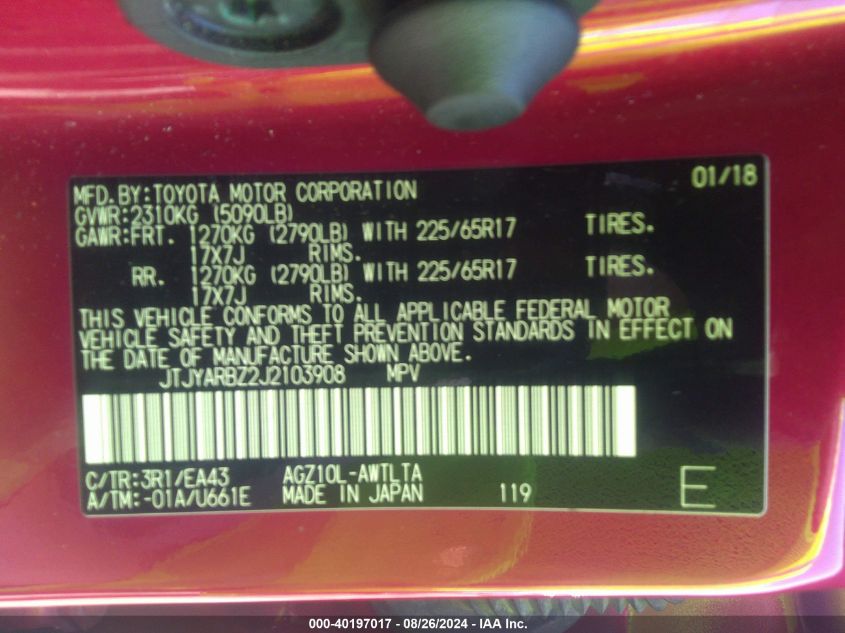 01/18
MFD.BY:TOYOTA MOTOR CORPORATION
GVWR:2310KG (5090LB)
GAWR:FRT. 1270KG (2790LB) WITH 225/65R17 TIRES.
17X7J RIMS.
RR. 1270KG (2790LB) WITH 225/65R17 TIRES.
17X7J RIMS.
THIS VEHICLE CONFORMS TO ALL APPLICABLE FEDERAL MOTOR
VEHICLE SAFETY AND THEFT PREVENTION STANDARDS IN EFFECT ON
THE DATE OF MANUFACTURE SHOWN ABOVE.
JTJYARBZ2J2103908 MPV
C/TR:3R1/EA43 AGZ10L-AWTLTA
A/TM:-01A/U661E MADE IN JAPAN 119 E
000-40197017 - 08/26/2024 - IAA Inc.